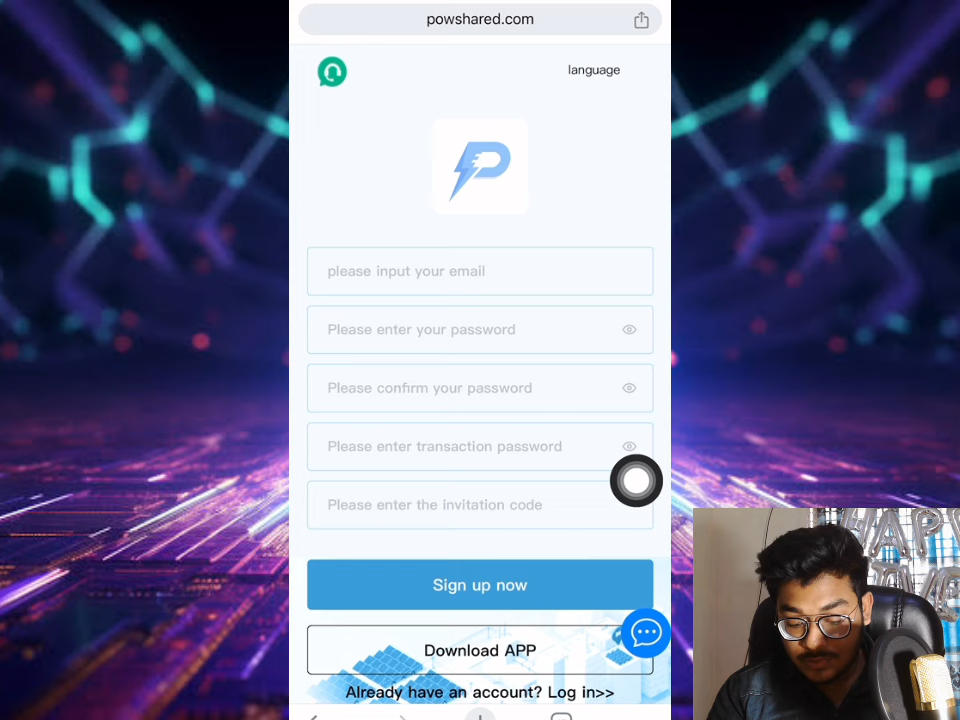 powshared.com
language
please input your email
Please enter your password
Please confirm your password
Please enter transaction password
Please enter the invitation code
Sign up now
Download APP
Already have an account? Log in>>